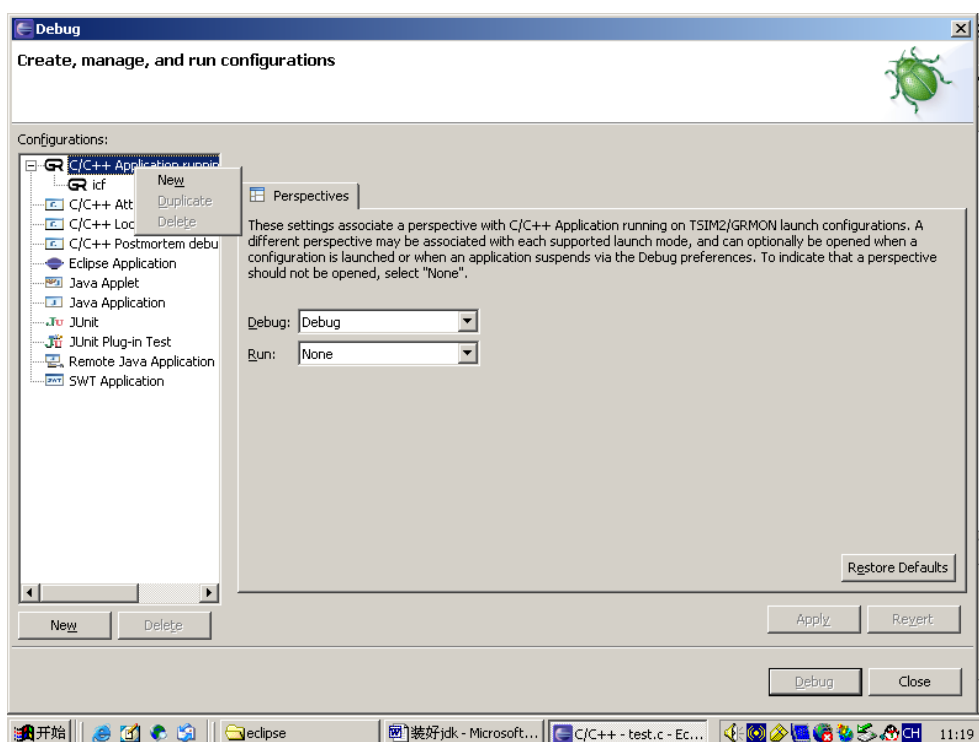 Debug
Create, manage, and run configurations
Configurations:
C/C++ Application runnin
icf
C/C++ Att
C/C++ Loc
C/C++ Postmortem debu
Eclipse Application
Java Applet
Java Application
JUnit
JUnit Plug-in Test
Remote Java Application
SWT Application
New
Duplicate
Delete
Perspectives
These settings associate a perspective with C/C++ Application running on TSIM2/GRMON launch configurations. A
different perspective may be associated with each supported launch mode, and can optionally be opened when a
configuration is launched or when an application suspends via the Debug preferences. To indicate that a perspective
should not be opened, select "None".
Debug: Debug
Run: None
Restore Defaults
New Delete
Apply Revert
Debug Close
开始 eclipse 装好jdk - Microsoft... C/C++ - test.c - Ec... CH 11:19